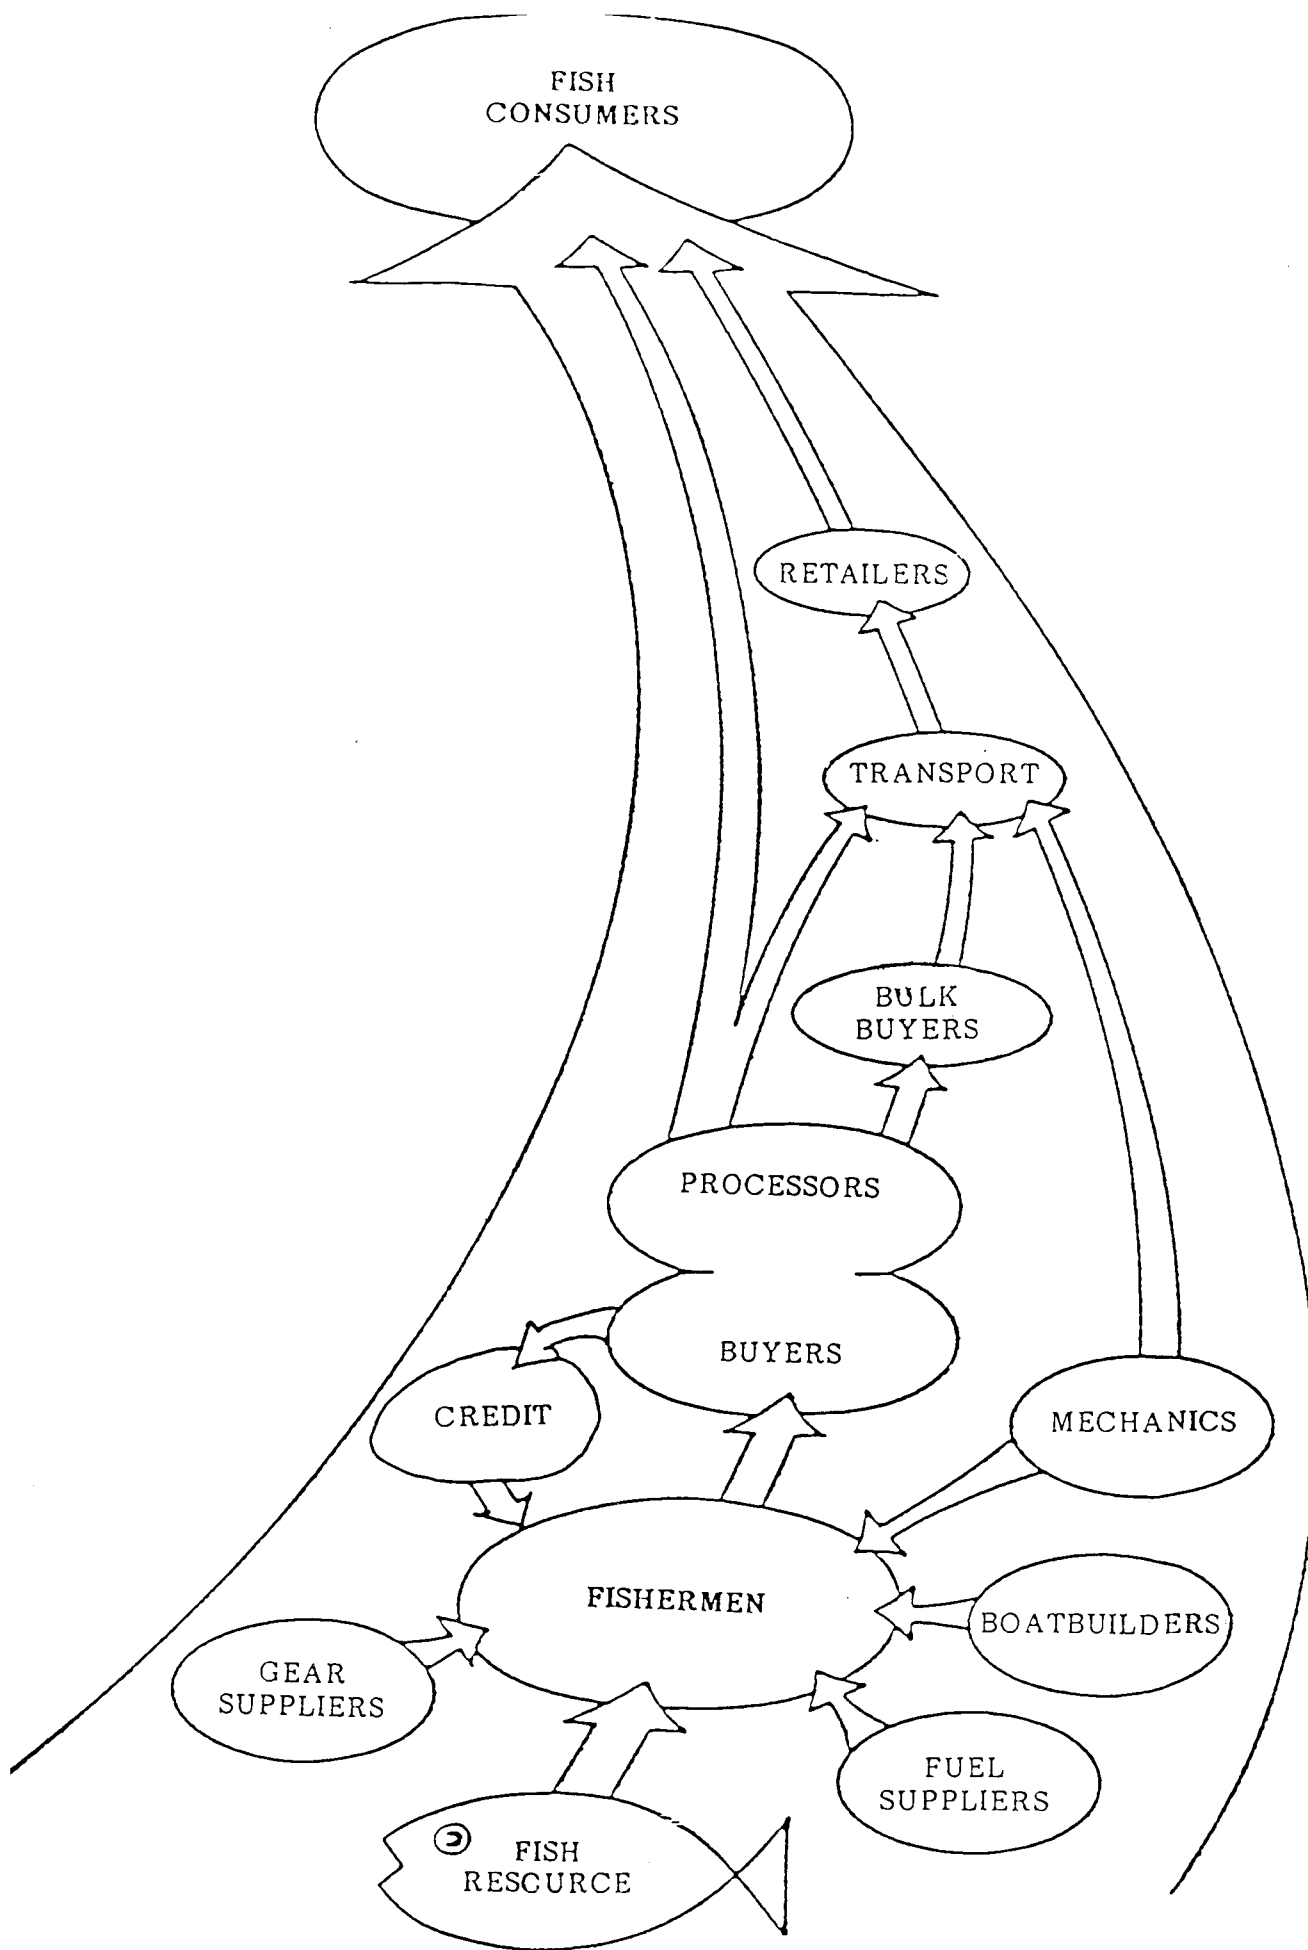 FISH
CONSUMERS
RETAILERS
TRANSPORT
BULK
BUYERS
PROCESSORS
BUYERS
CREDIT
MECHANICS
FISHERMEN
BOATBUILDERS
GEAR
SUPPLIERS
FUEL
SUPPLIERS
FISH
RESCURCE